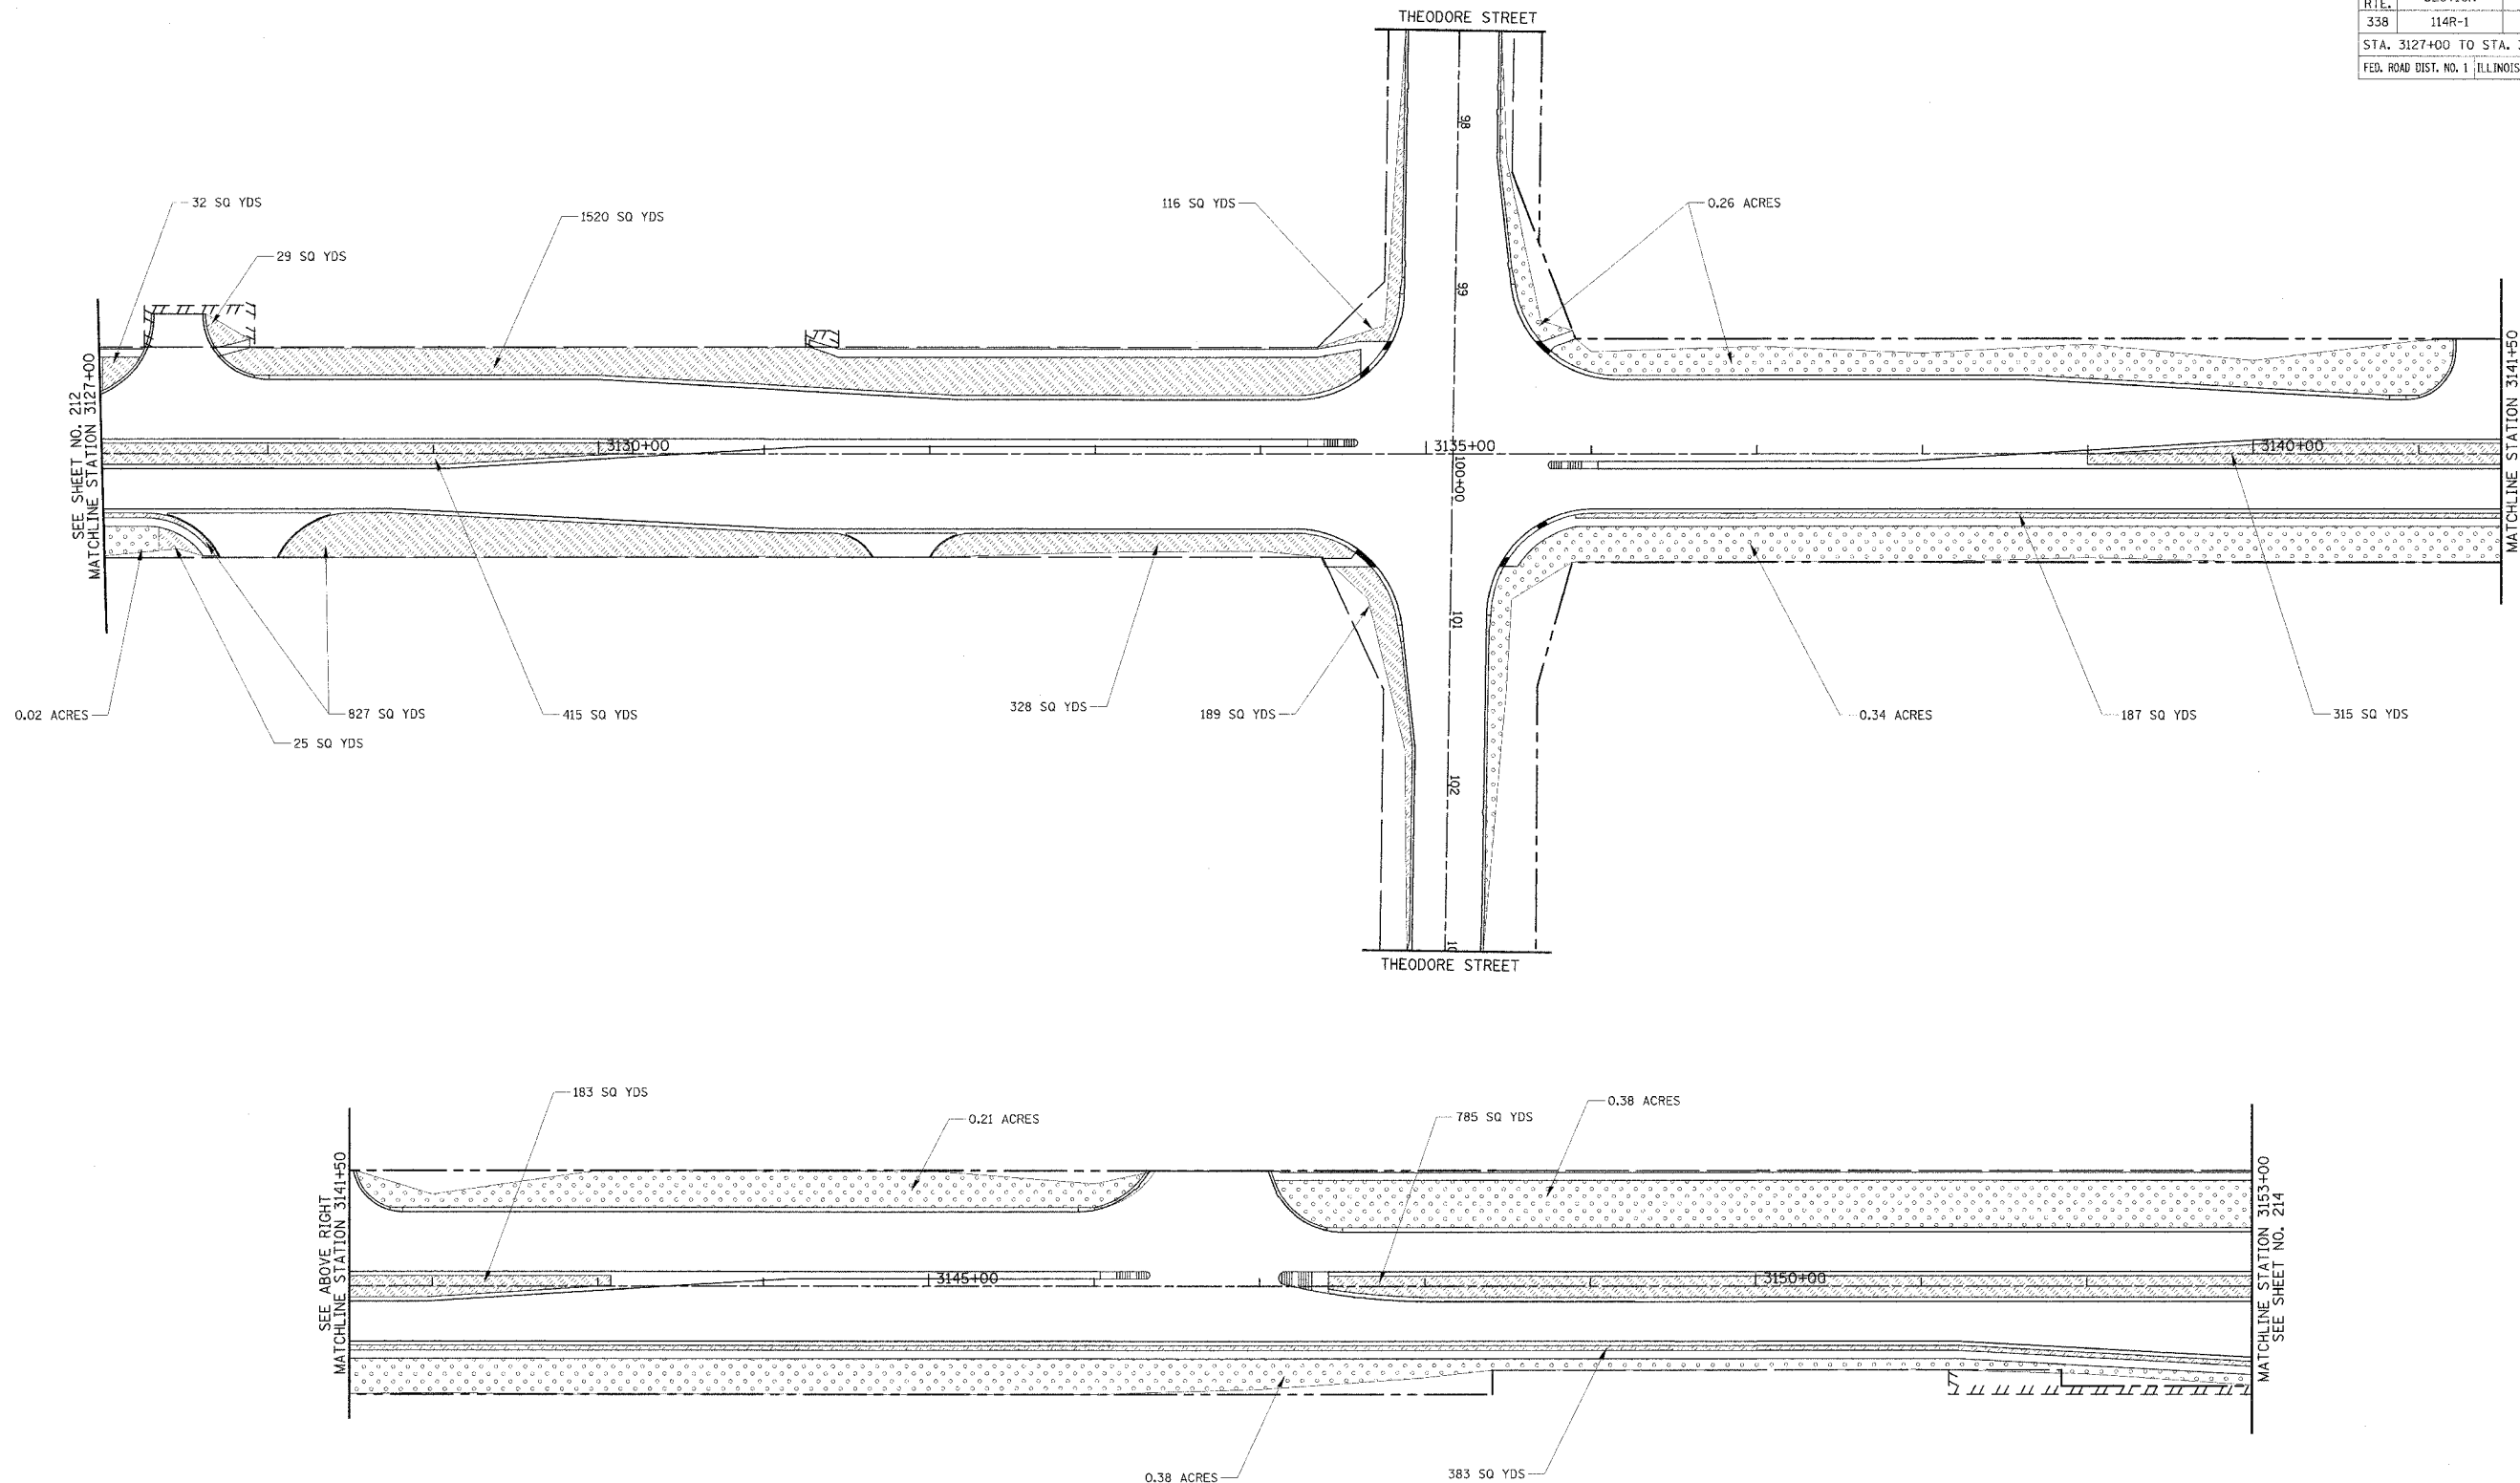 THEODORE STREET
RTE.
338 114R-1
STA. 3127+00 TO STA.
FED. ROAD DIST. NO. 1 ILLINOIS
98
32 SQ YDS
1520 SQ YDS
116 SQ YDS
0.26 ACRES
29 SQ YDS
99
SEE SHEET NO. 212
MATCHLINE STATION 3127+00
MATCHLINE STATION 3141+50
3130+00
3135+00
3140+00
100+00
101
0.02 ACRES
827 SQ YDS
415 SQ YDS
328 SQ YDS
189 SQ YDS
0.34 ACRES
187 SQ YDS
315 SQ YDS
25 SQ YDS
102
10
THEODORE STREET
183 SQ YDS
0.21 ACRES
785 SQ YDS
0.38 ACRES
SEE ABOVE RIGHT
MATCHLINE STATION 3141+50
3145+00
3150+00
MATCHLINE STATION 3153+00
SEE SHEET NO. 214
0.38 ACRES
383 SQ YDS